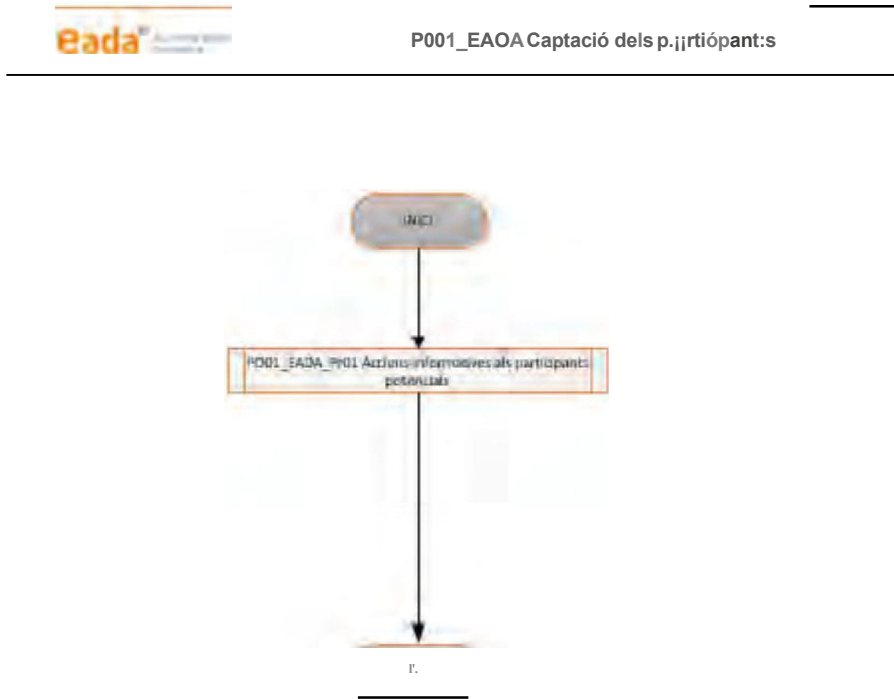 eada
P001_EAOA Captació dels p.¡¡rtiópant:s
INICI
P001_EADA_PR01 Accions informatives als participants
potencials
I'.